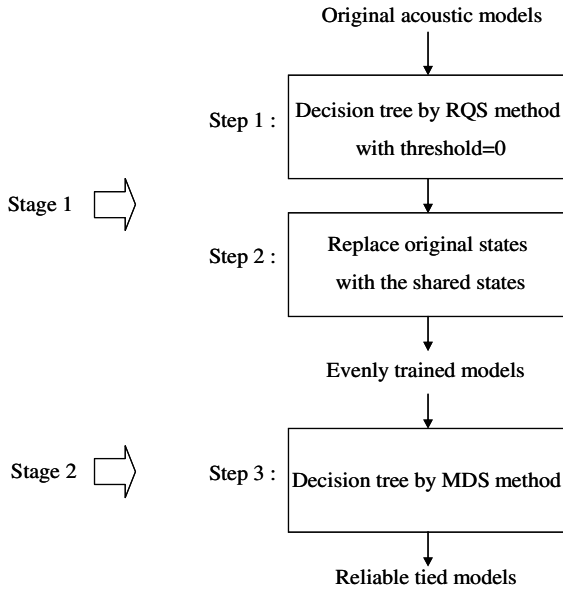 Original acoustic models
Step 1 :
Decision tree by RQS method
with threshold=0
Stage 1
Step 2 :
Replace original states
with the shared states
Evenly trained models
Stage 2
Step 3 :
Decision tree by MDS method
Reliable tied models